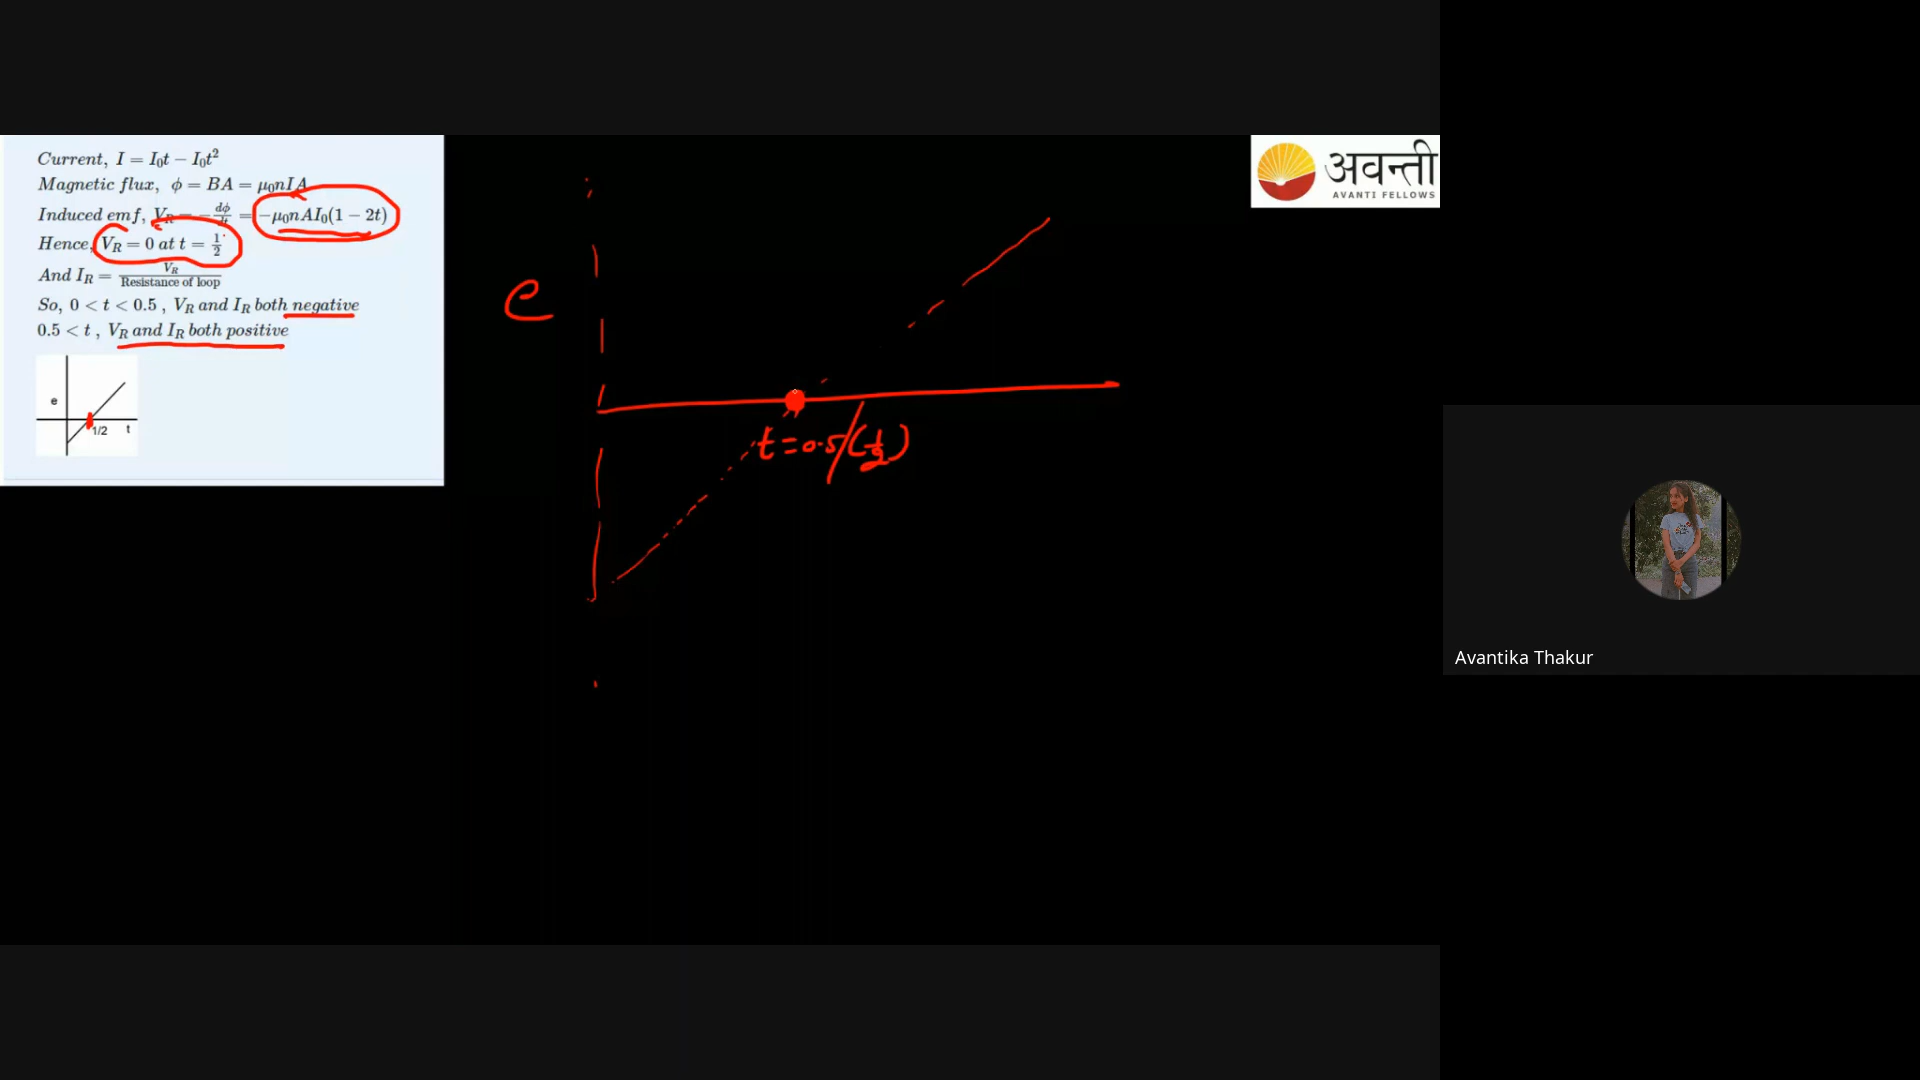 Current, I = I₀t − I₀t²
Magnetic flux, ϕ = BA = μ₀nIA
Induced emf, V_R = −dϕ/dt = −μ₀nAI₀(1 − 2t)
Hence, V_R = 0 at t = 1/2
And I_R = V_R/Resistance of loop
So, 0 < t < 0.5 , V_R and I_R both negative
0.5 < t , V_R and I_R both positive
e
1/2 t
e
t = 0.5/(1/2)
अवन्ती
AVANTI FELLOWS
Avantika Thakur